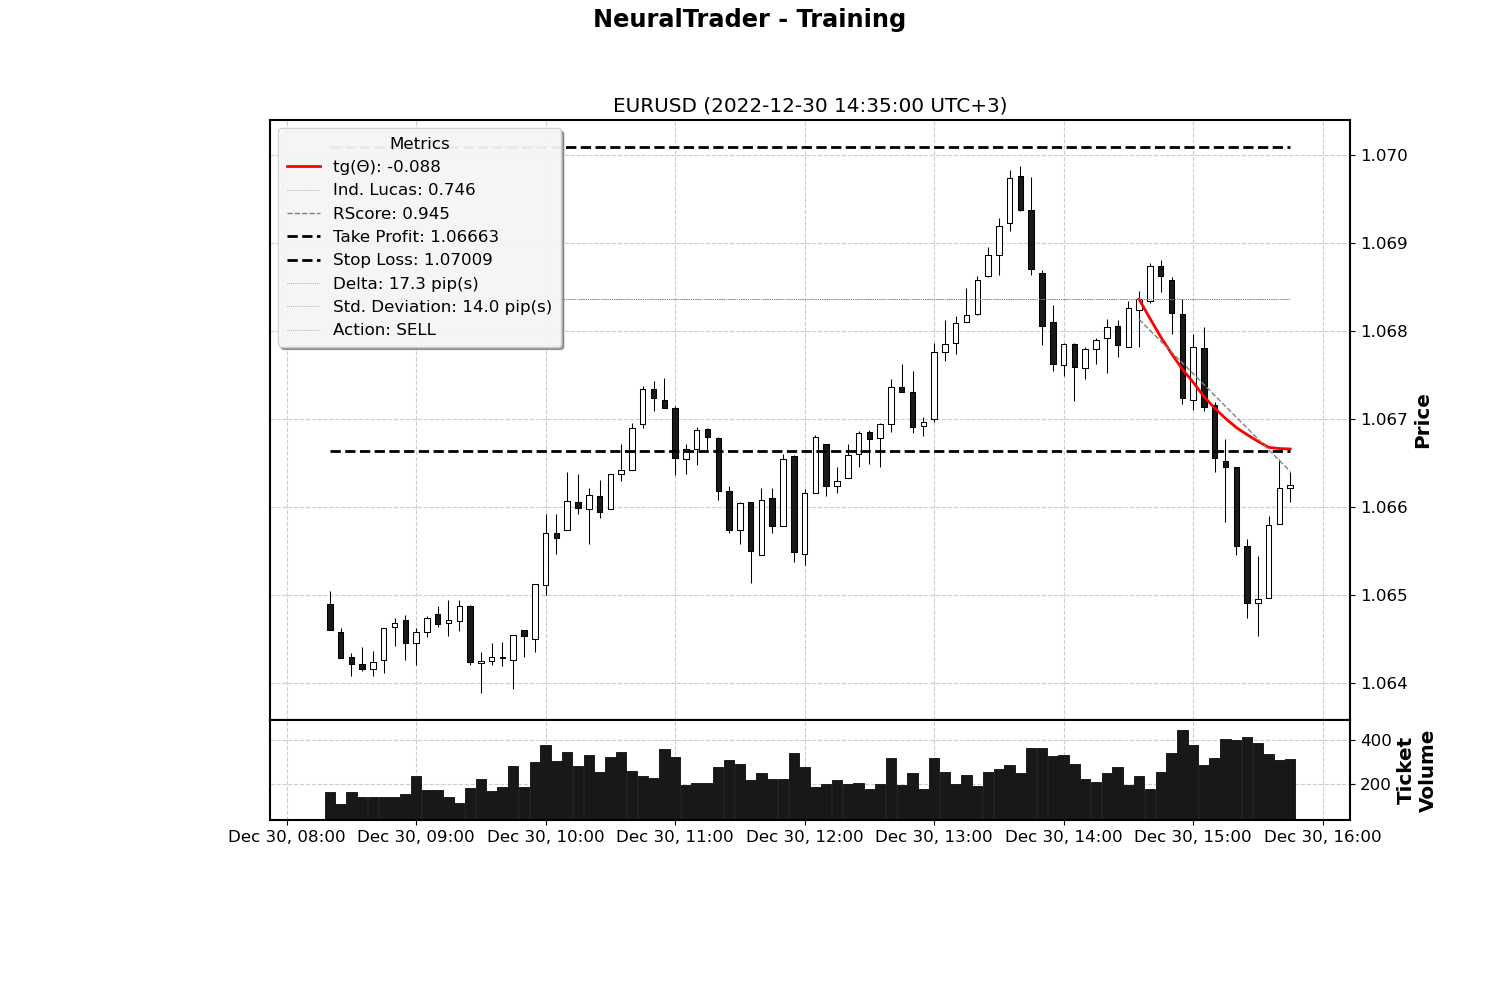 NeuralTrader - Training
EURUSD (2022-12-30 14:35:00 UTC+3)
Metrics
tg(Θ): -0.088
Ind. Lucas: 0.746
RScore: 0.945
Take Profit: 1.06663
Stop Loss: 1.07009
Delta: 17.3 pip(s)
Std. Deviation: 14.0 pip(s)
Action: SELL
1.070
1.069
1.068
1.067
1.066
1.065
1.064
Price
400
200
Ticket
Volume
Dec 30, 08:00 Dec 30, 09:00 Dec 30, 10:00 Dec 30, 11:00 Dec 30, 12:00 Dec 30, 13:00 Dec 30, 14:00 Dec 30, 15:00 Dec 30, 16:00